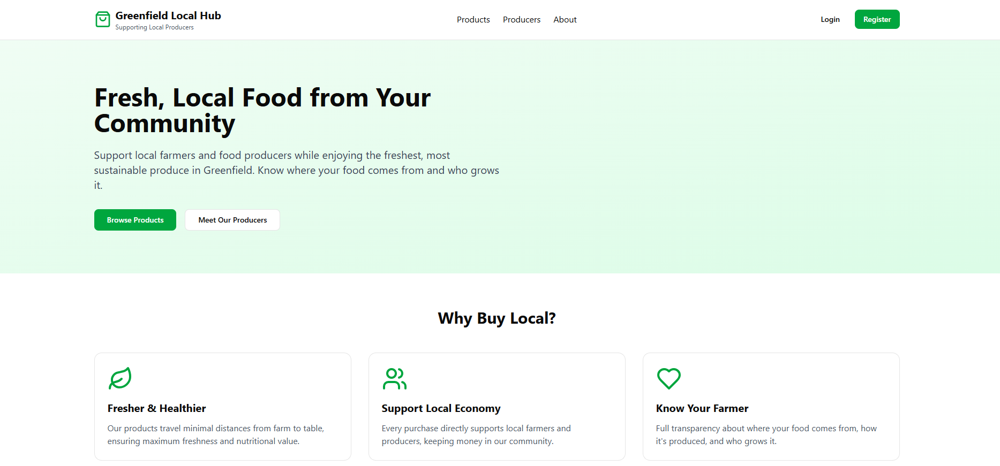 Greenfield Local Hub
Supporting Local Producers
Products
Producers
About
Login
Register
Fresh, Local Food from Your
Community
Support local farmers and food producers while enjoying the freshest, most
sustainable produce in Greenfield. Know where your food comes from and who grows
it.
Browse Products
Meet Our Producers
Why Buy Local?
Fresher & Healthier
Our products travel minimal distances from farm to table,
ensuring maximum freshness and nutritional value.
Support Local Economy
Every purchase directly supports local farmers and
producers, keeping money in our community.
Know Your Farmer
Full transparency about where your food comes from, how
it's produced, and who grows it.